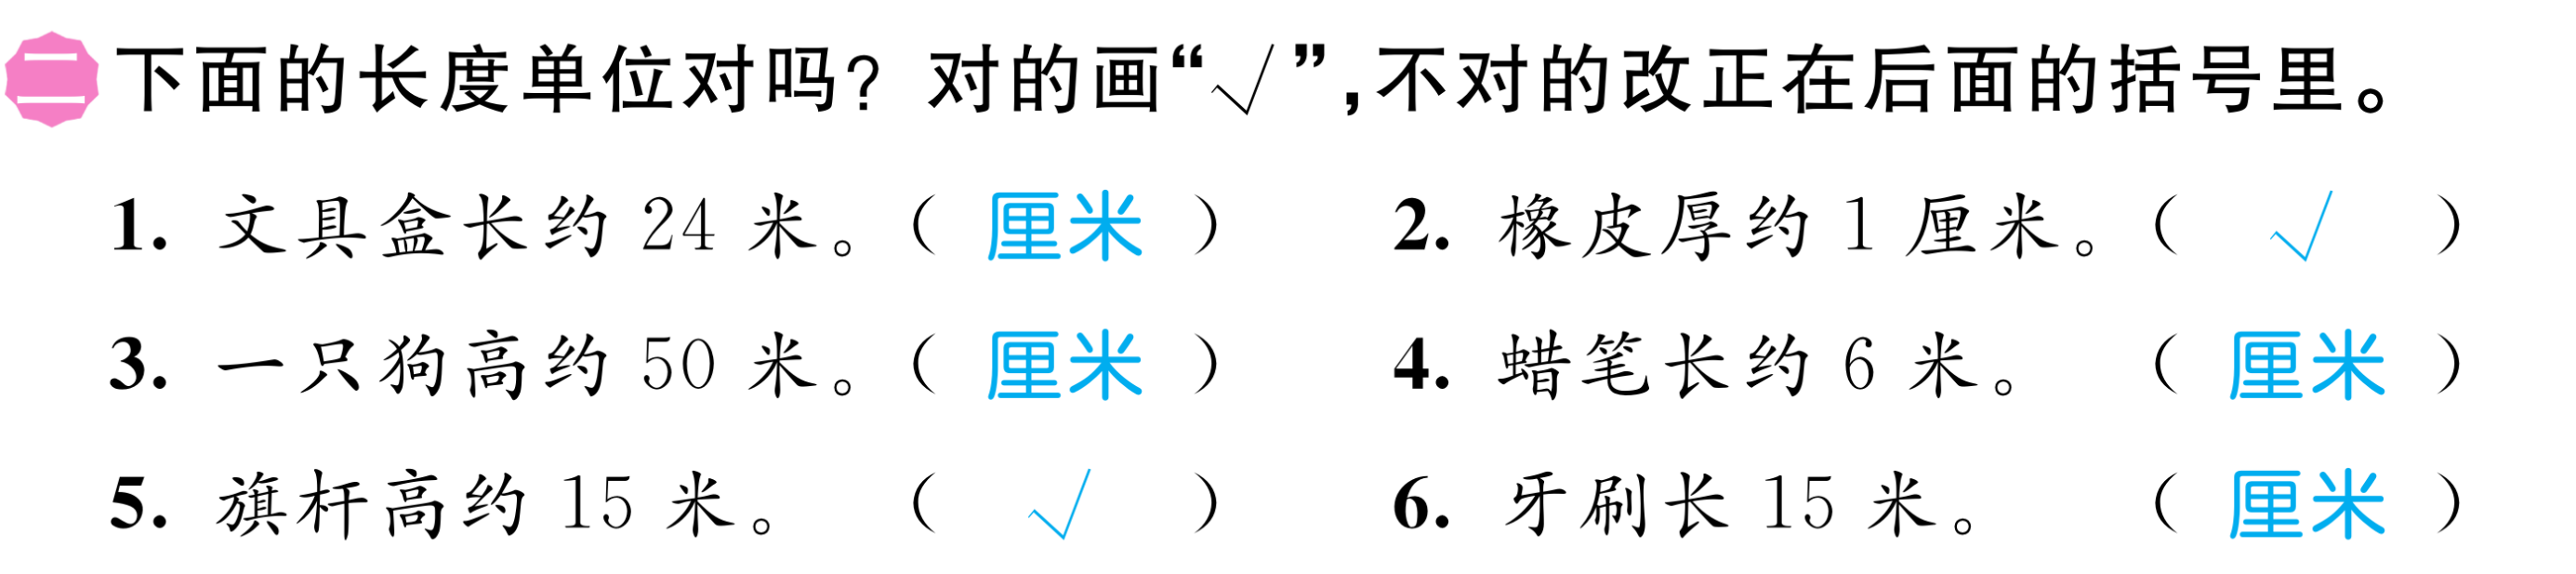 二 下面的长度单位对吗？对的画“√”,不对的改正在后面的括号里。
1. 文具盒长约 24 米。（ 厘米 ） 2. 橡皮厚约 1 厘米。（ √ ）
3. 一只狗高约 50 米。（ 厘米 ） 4. 蜡笔长约 6 米。（ 厘米 ）
5. 旗杆高约 15 米。（ √ ） 6. 牙刷长 15 米。（ 厘米 ）